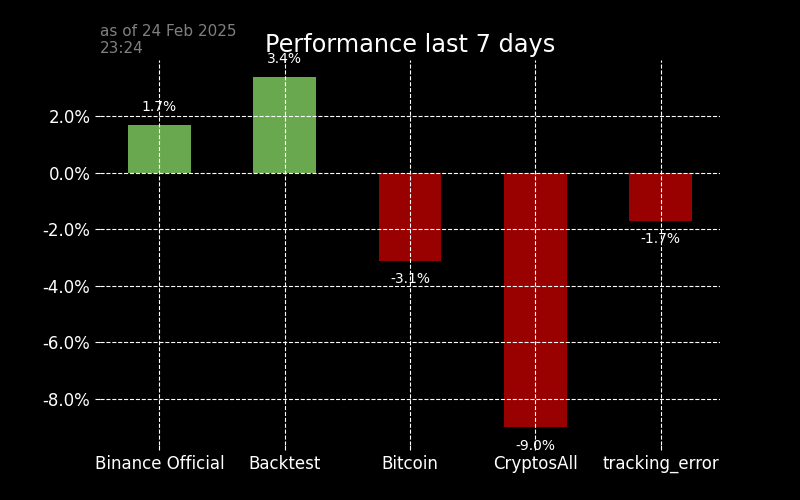 as of 24 Feb 2025
23:24
Performance last 7 days
3.4%
1.7%
2.0%
0.0%
-2.0%
-1.7%
-3.1%
-4.0%
-6.0%
-8.0%
-9.0%
Binance Official
Backtest
Bitcoin
CryptosAll
tracking_error